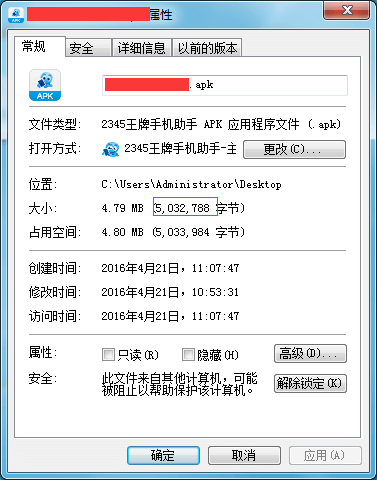 属性
APK
常规 安全 详细信息 以前的版本
APK
.apk
文件类型: 2345王牌手机助手 APK 应用程序文件 (.apk)
打开方式: 2345王牌手机助手-主 更改(C)...
位置: C:\Users\Administrator\Desktop
大小: 4.79 MB (5,032,788 字节)
占用空间: 4.80 MB (5,033,984 字节)
创建时间: 2016年4月21日, 11:07:47
修改时间: 2016年4月21日, 10:53:31
访问时间: 2016年4月21日, 11:07:47
属性: 只读(R) 隐藏(H) 高级(D)...
安全: 此文件来自其他计算机，可能
被阻止以帮助保护该计算机。 解除锁定(K)
确定 取消 应用(A)